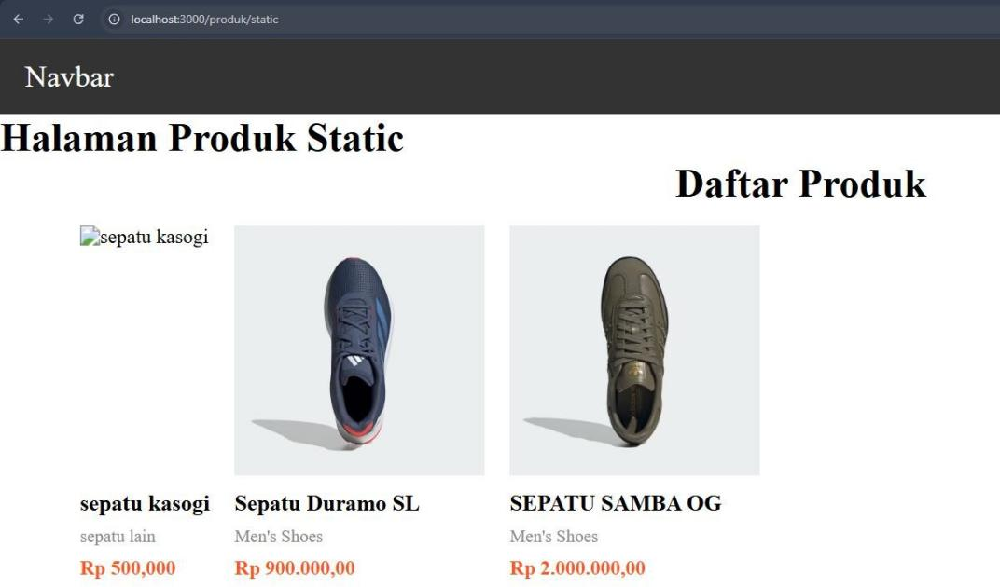 localhost:3000/produk/static
Navbar
Halaman Produk Static
Daftar Produk
sepatu kasogi
sepatu kasogi
sepatu lain
Rp 500,000
Sepatu Duramo SL
Men's Shoes
Rp 900.000,00
SEPATU SAMBA OG
Men's Shoes
Rp 2.000.000,00